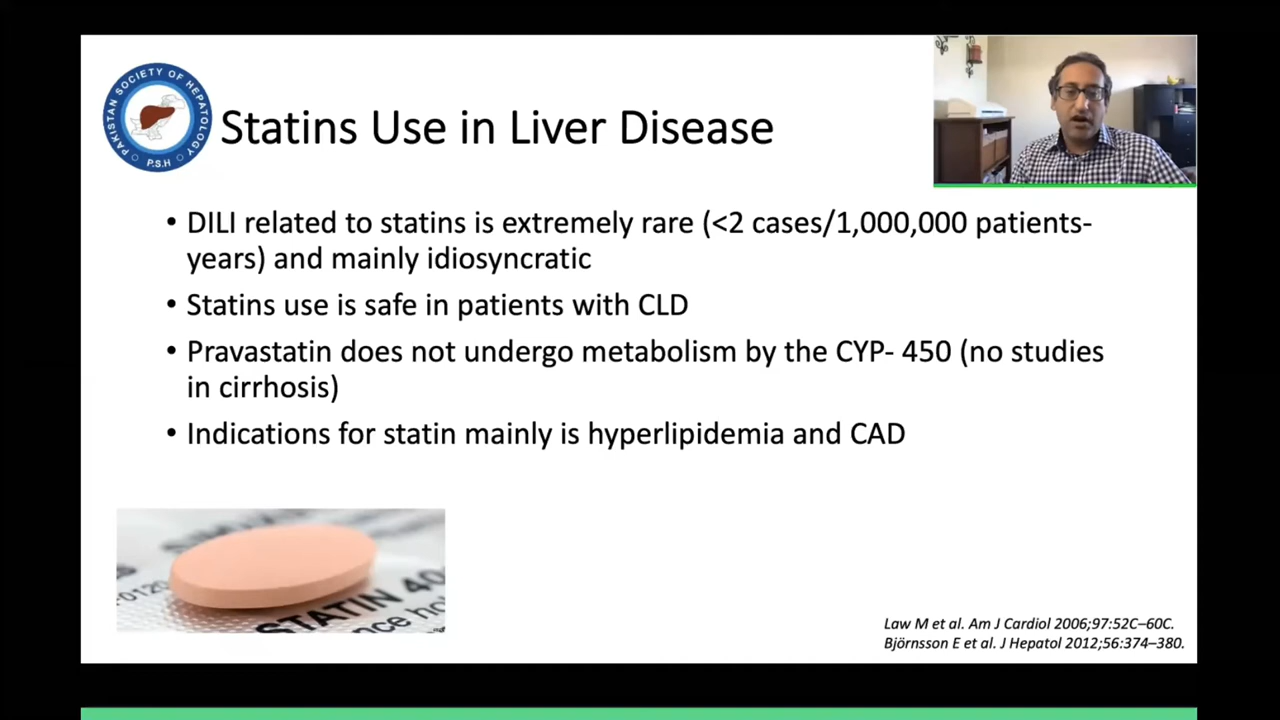 PAKISTAN SOCIETY OF HEPATOLOGY
P.S.H
Statins Use in Liver Disease
• DILI related to statins is extremely rare (<2 cases/1,000,000 patients-
years) and mainly idiosyncratic
• Statins use is safe in patients with CLD
• Pravastatin does not undergo metabolism by the CYP- 450 (no studies
in cirrhosis)
• Indications for statin mainly is hyperlipidemia and CAD
STATIN 40
Law M et al. Am J Cardiol 2006;97:52C–60C.
Björnsson E et al. J Hepatol 2012;56:374–380.